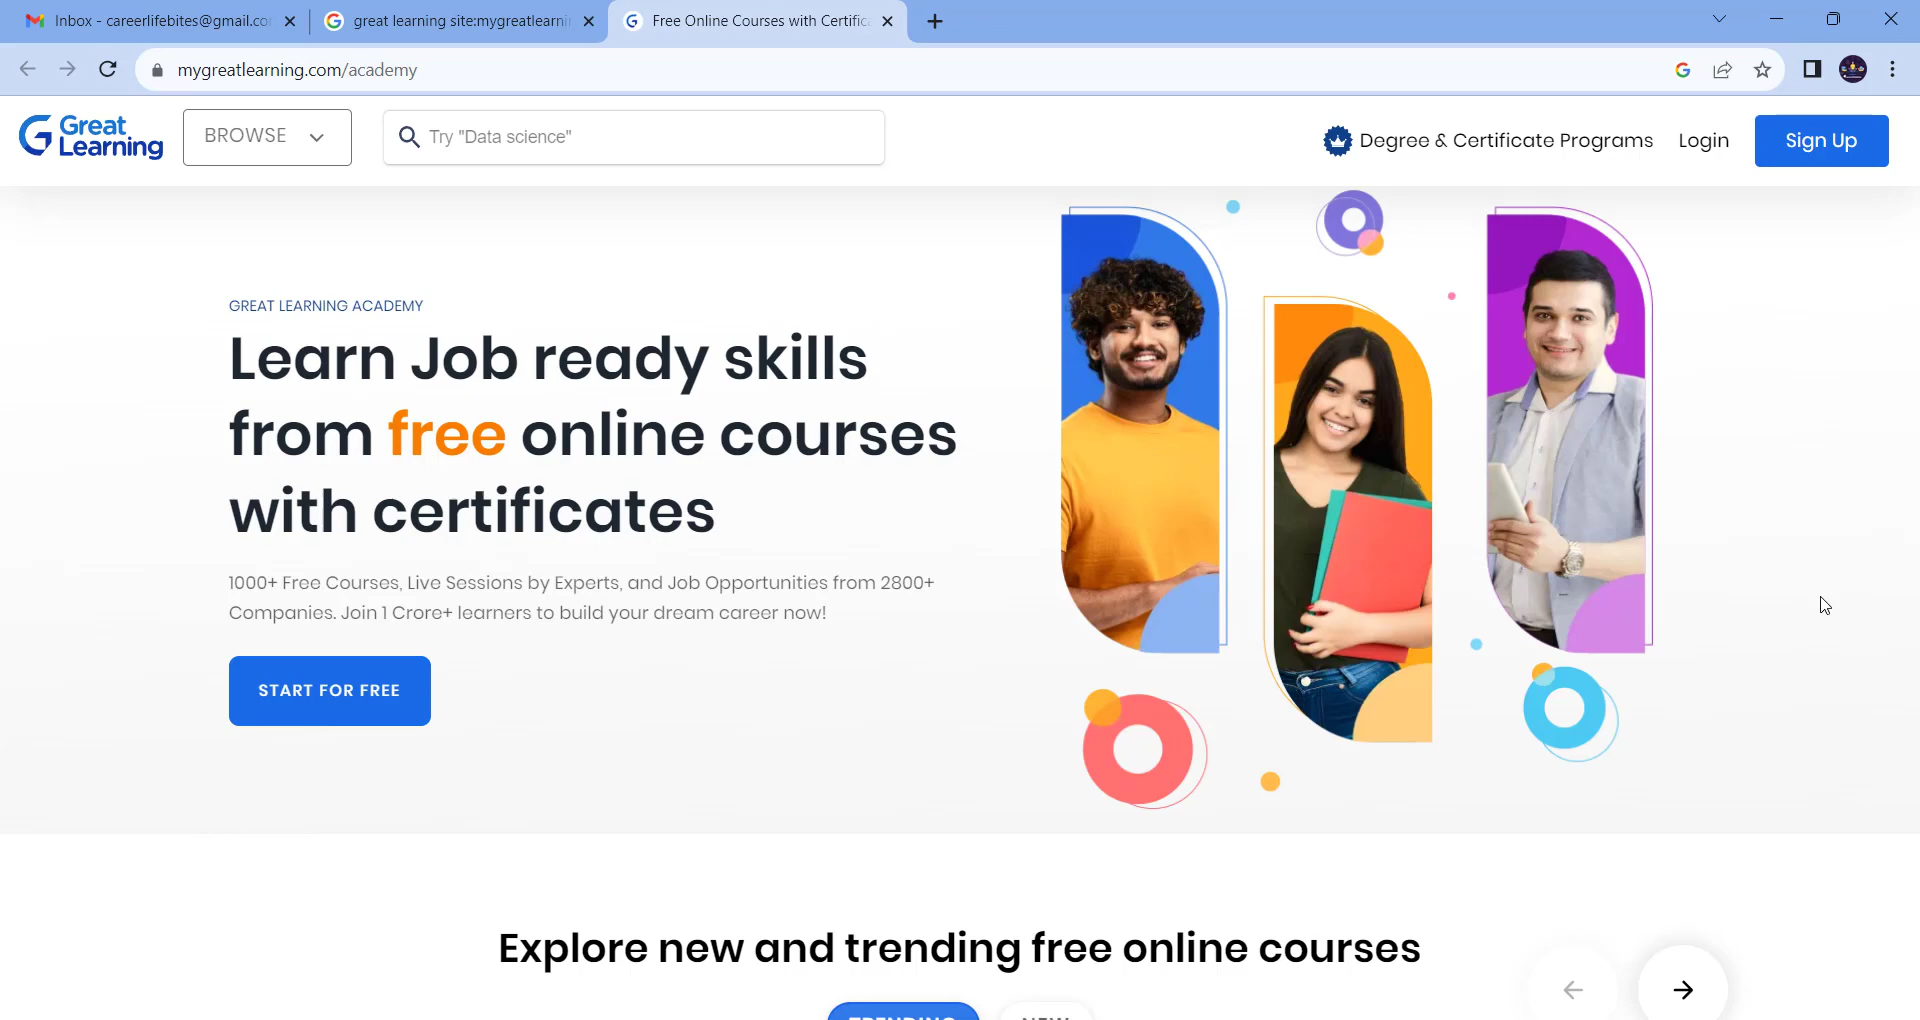 Inbox - careerlifebites@gmail.co
great learning site:mygreatlearni
Free Online Courses with Certific
mygreatlearning.com/academy
Great Learning
BROWSE
Try "Data science"
Degree & Certificate Programs
Login
Sign Up
GREAT LEARNING ACADEMY
Learn Job ready skills
from free online courses
with certificates
1000+ Free Courses, Live Sessions by Experts, and Job Opportunities from 2800+
Companies. Join 1 Crore+ learners to build your dream career now!
START FOR FREE
Explore new and trending free online courses
TRENDING
NEW